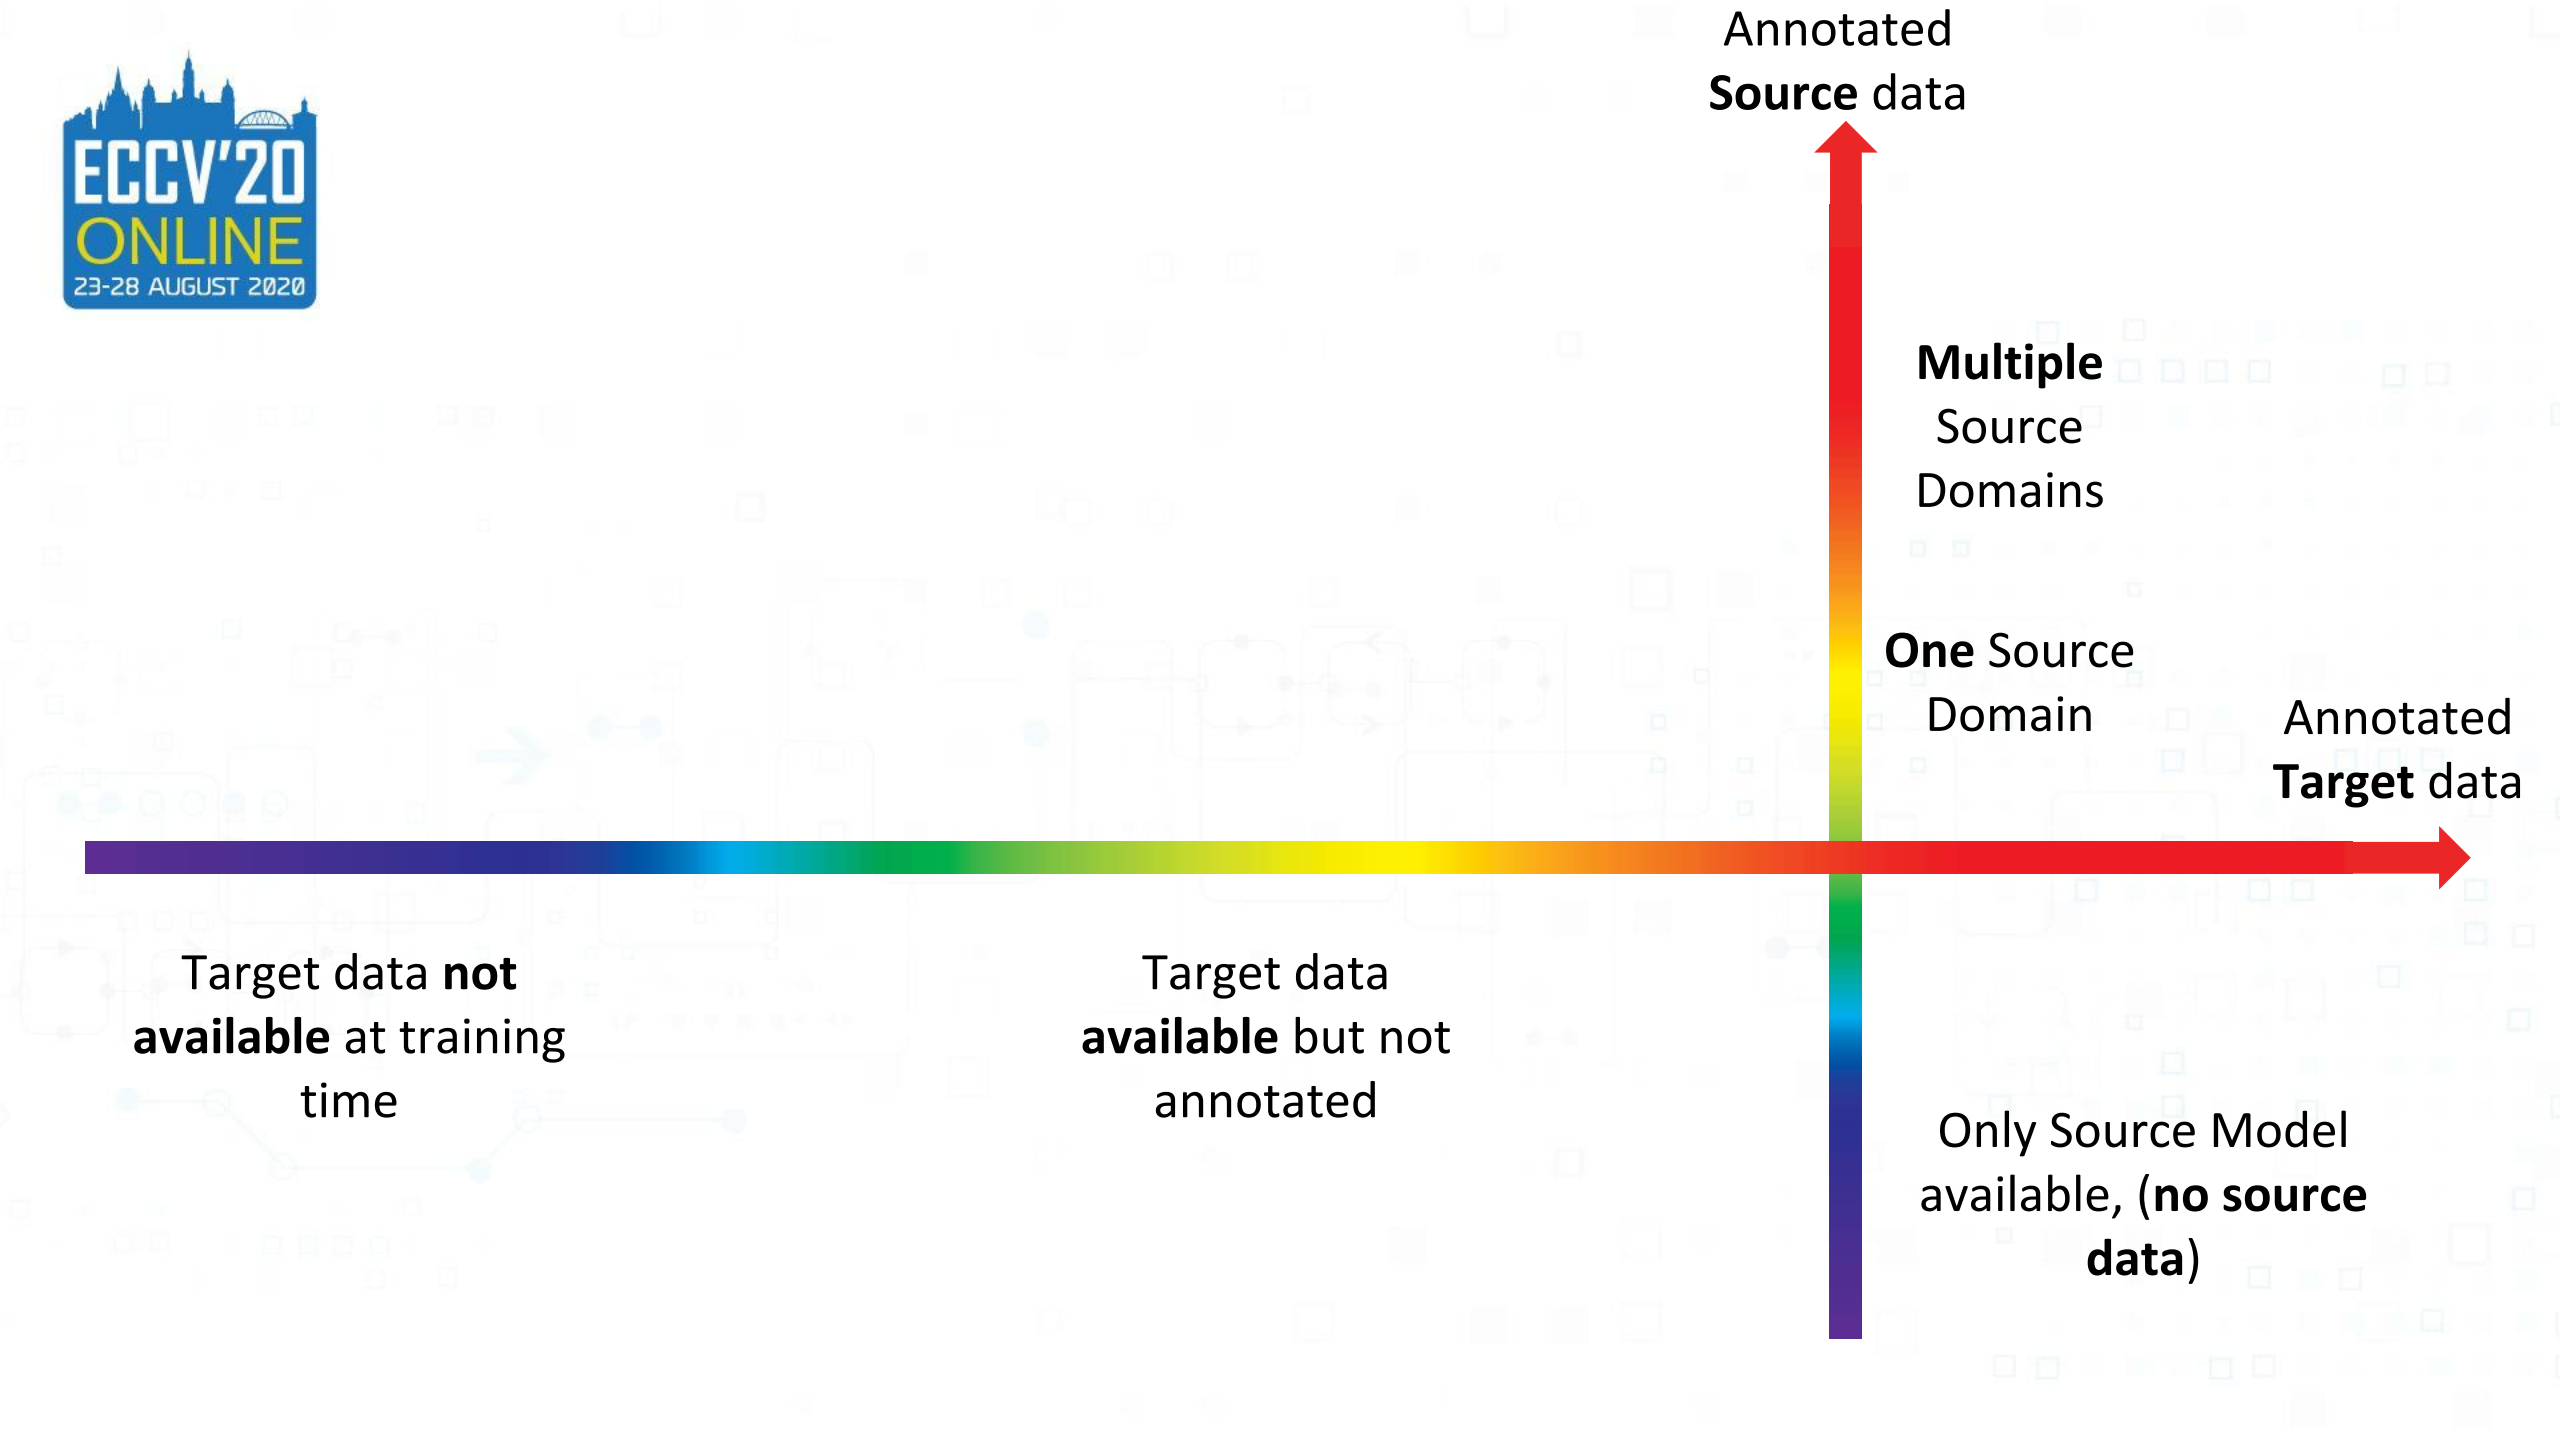 ECCV'20
ONLINE
23-28 AUGUST 2020
Annotated
Source data
Multiple
Source
Domains
One Source
Domain
Annotated
Target data
Target data not
available at training
time
Target data
available but not
annotated
Only Source Model
available, (no source
data)